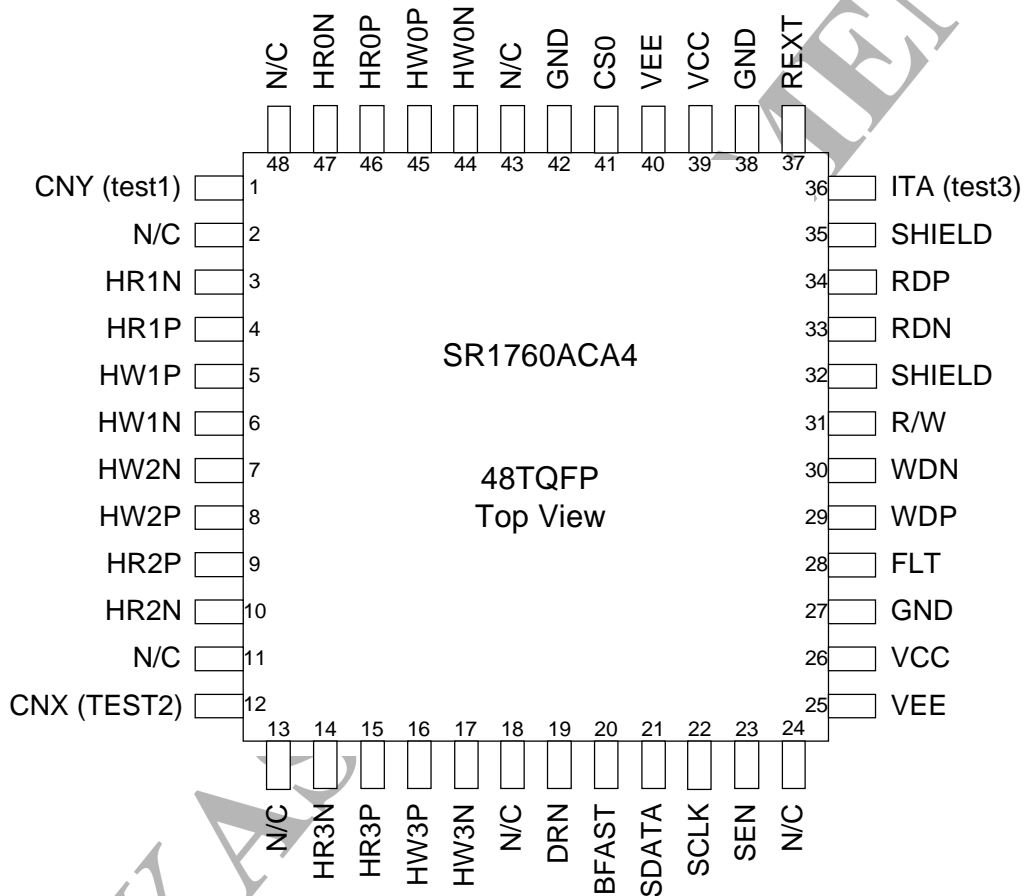 N/C HR0N HR0P HW0P HW0N N/C GND CS0 VEE VCC GND REXT
48 47 46 45 44 43 42 41 40 39 38 37
CNY (test1) 1 36 ITA (test3)
N/C 2 35 SHIELD
HR1N 3 34 RDP
HR1P 4 33 RDN
SR1760ACA4
HW1P 5 32 SHIELD
HW1N 6 31 R/W
HW2N 7 30 WDN
48TQFP
HW2P 8 29 WDP
Top View
HR2P 9 28 FLT
HR2N 10 27 GND
N/C 11 26 VCC
CNX (TEST2) 12 25 VEE
13 14 15 16 17 18 19 20 21 22 23 24
N/C HR3N HR3P HW3P HW3N N/C DRN BFAST SDATA SCLK SEN N/C